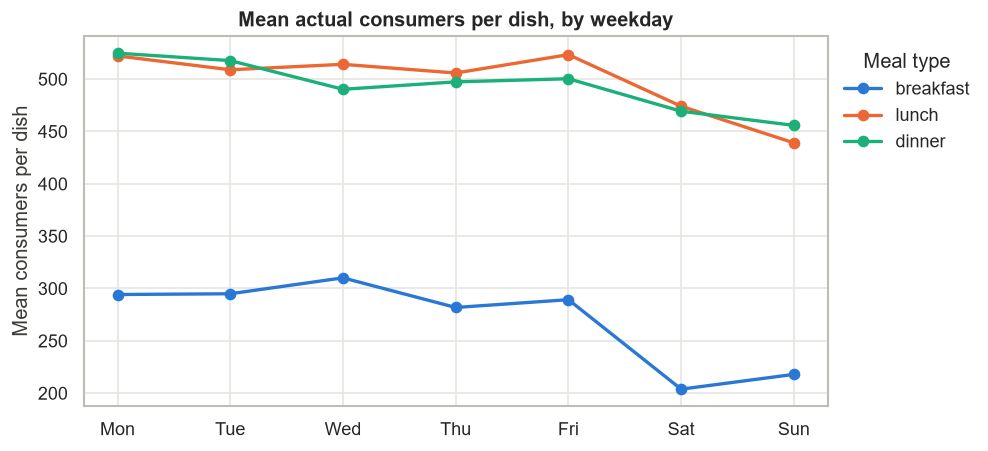 Mean actual consumers per dish, by weekday
Mean consumers per dish
500
450
400
350
300
250
200
Mon Tue Wed Thu Fri Sat Sun
Meal type
breakfast
lunch
dinner